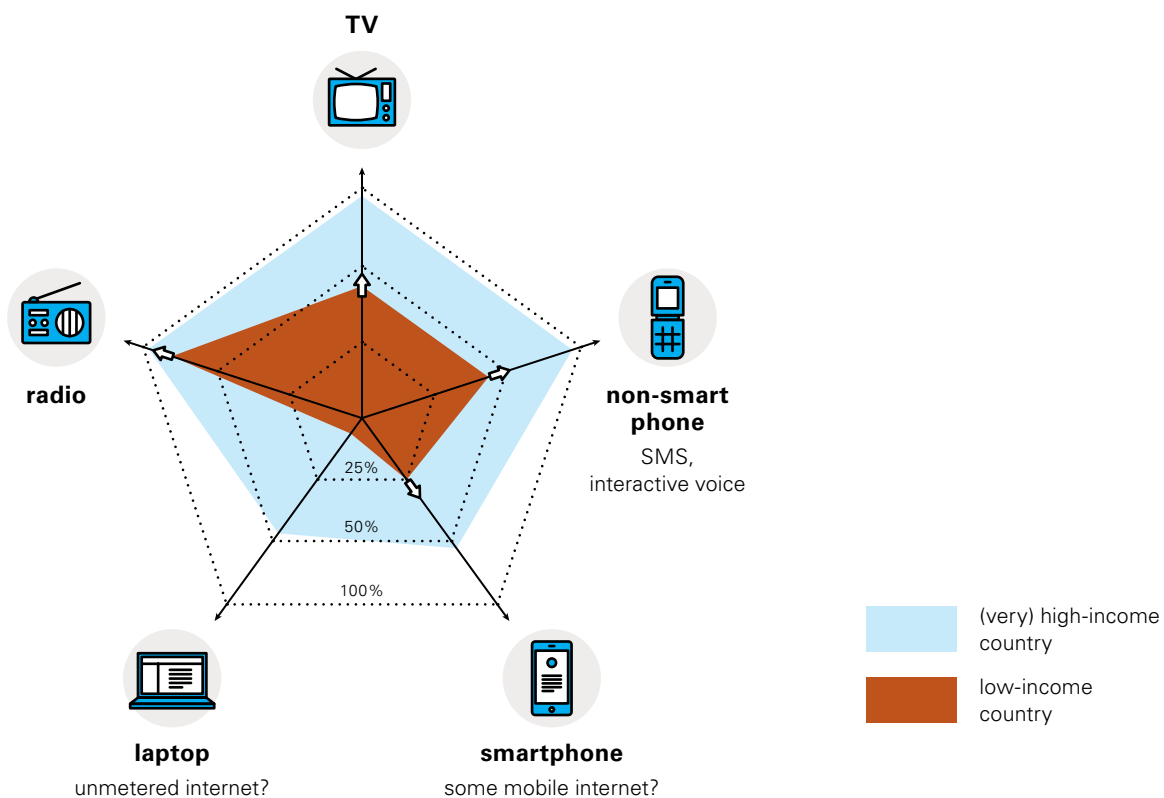 TV
radio
non-smart
phone
SMS,
interactive voice
25%
50%
100%
laptop
unmetered internet?
smartphone
some mobile internet?
(very) high-income
country
low-income
country